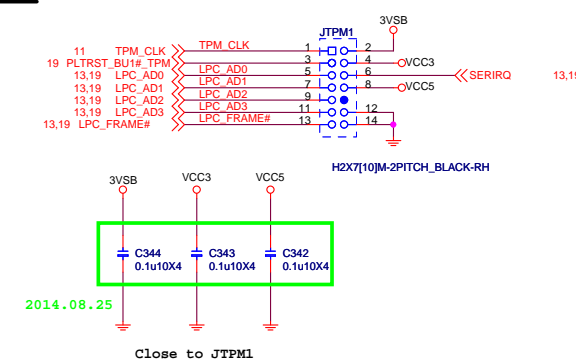 3VSB
JTPM1
11 TPM_CLK TPM_CLK 1 2
19 PLTRST_BU1#_TPM 3 4 VCC3
13,19 LPC_AD0 LPC_AD0 5 6 SERIRQ 13,19
13,19 LPC_AD1 LPC_AD1 7 8 VCC5
13,19 LPC_AD2 LPC_AD2 9
13,19 LPC_AD3 LPC_AD3 11 12
13,19 LPC_FRAME# LPC_FRAME# 13 14
H2X7[10]M-2PITCH_BLACK-RH
3VSB VCC3 VCC5
C344 C343 C342
0.1u10X4 0.1u10X4 0.1u10X4
2014.08.25
Close to JTPM1